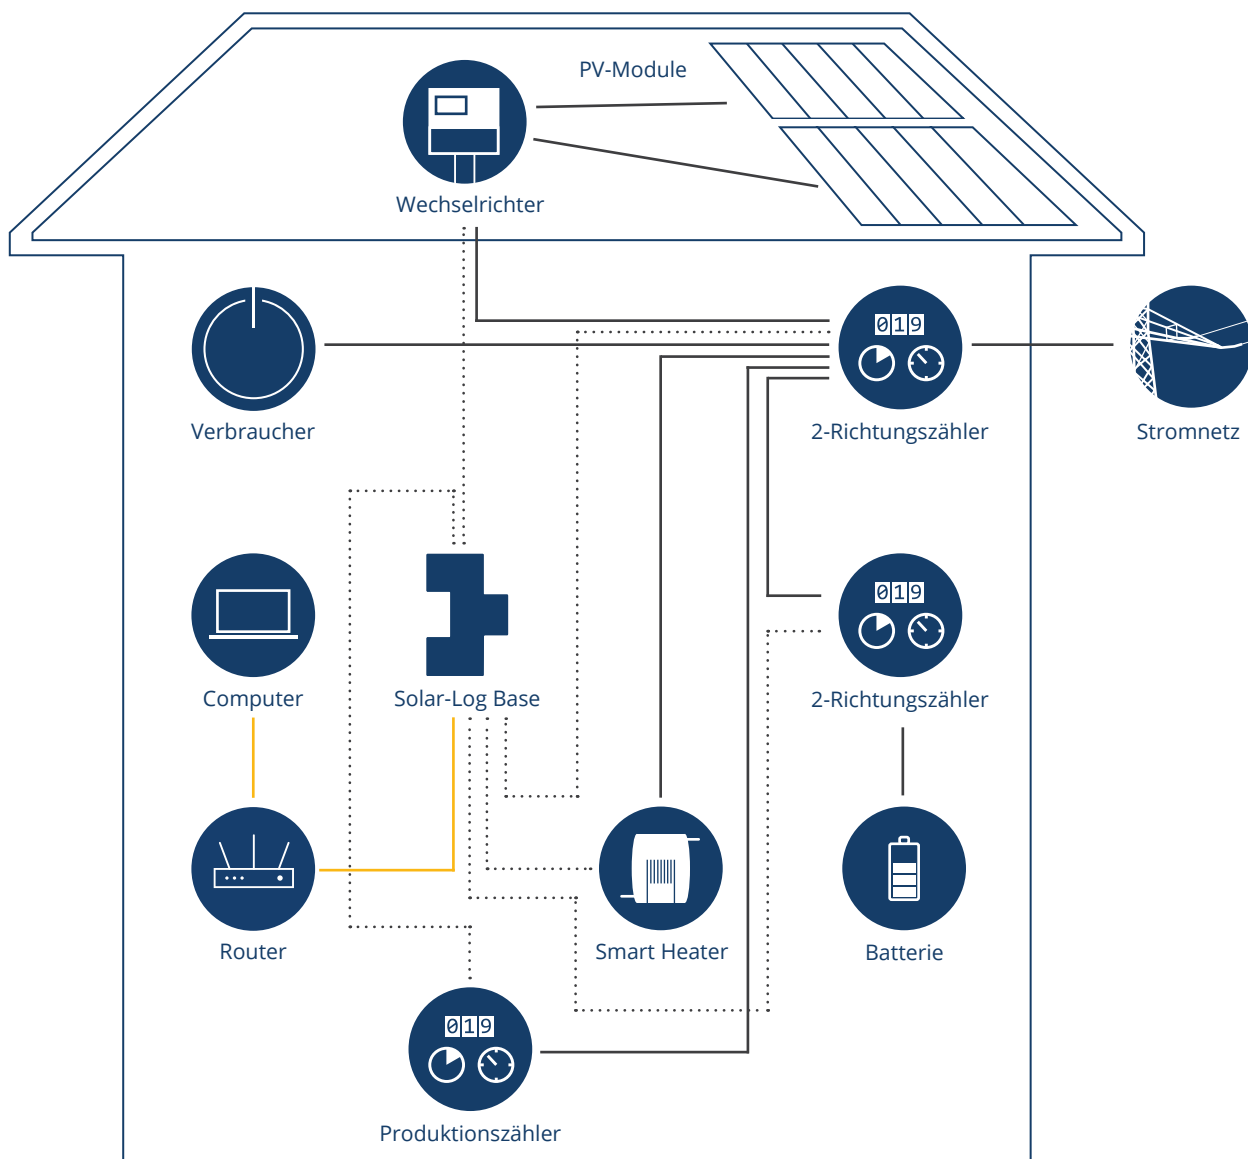 PV-Module
Wechselrichter
019
Verbraucher
2-Richtungszähler
Stromnetz
019
Computer
Solar-Log Base
2-Richtungszähler
Router
Smart Heater
Batterie
019
Produktionszähler